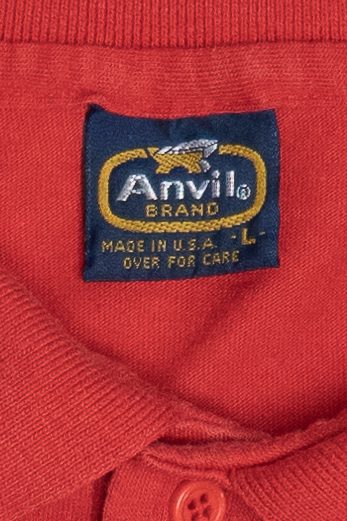 Anvil®
BRAND
MADE IN U.S.A. - L -
OVER FOR CARE